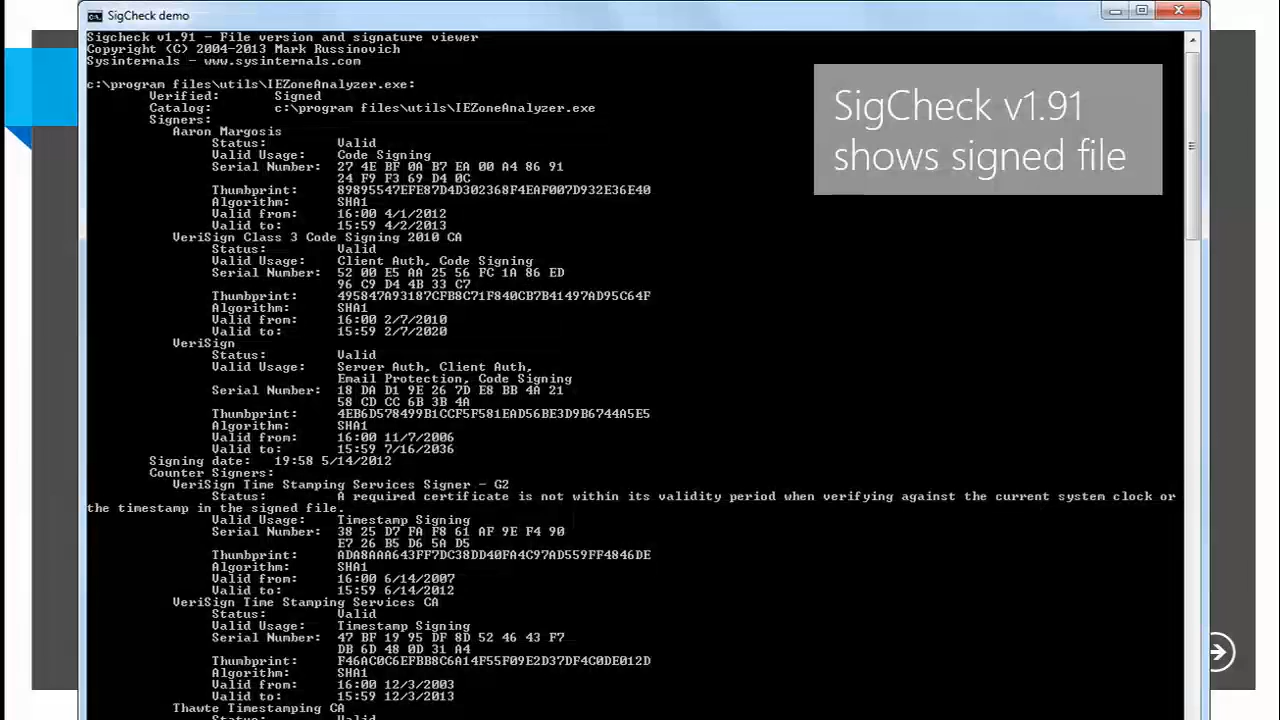 SigCheck demo
Sigcheck v1.91 - File version and signature viewer
Copyright (C) 2004-2013 Mark Russinovich
Sysinternals - www.sysinternals.com
c:\program files\utils\IEZoneAnalyzer.exe:
Verified: Signed
Catalog: c:\program files\utils\IEZoneAnalyzer.exe
Signers:
Aaron Margosis
Status: Valid
Valid Usage: Code Signing
Serial Number: 27 4E BF 0A B7 EA 00 A4 86 91
24 F9 F3 69 D4 0C
Thumbprint: 89895547EFE87D4D302368F4EAF007D932E36E40
Algorithm: SHA1
Valid from: 16:00 4/1/2012
Valid to: 15:59 4/2/2013
VeriSign Class 3 Code Signing 2010 CA
Status: Valid
Valid Usage: Client Auth, Code Signing
Serial Number: 52 00 E5 AA 25 56 FC 1A 86 ED
96 C9 D4 4B 33 C7
Thumbprint: 495847A93187CFB8C71F840CB7B41497AD95C64F
Algorithm: SHA1
Valid from: 16:00 2/7/2010
Valid to: 15:59 2/7/2020
VeriSign
Status: Valid
Valid Usage: Server Auth, Client Auth,
Email Protection, Code Signing
Serial Number: 18 DA D1 9E 26 7D E8 BB 4A 21
58 CD CC 6B 3B 4A
Thumbprint: 4EB6D578499B1CCF5F581EAD56BE3D9B6744A5E5
Algorithm: SHA1
Valid from: 16:00 11/7/2006
Valid to: 15:59 7/16/2036
Signing date: 19:58 5/14/2012
Counter Signers:
VeriSign Time Stamping Services Signer - G2
Status: A required certificate is not within its validity period when verifying against the current system clock or
the timestamp in the signed file.
Valid Usage: Timestamp Signing
Serial Number: 38 25 D7 FA F8 61 AF 9E F4 90
E7 26 B5 D6 5A D5
Thumbprint: ADA8AAA643FF7DC38DD40FA4C97AD559FF4846DE
Algorithm: SHA1
Valid from: 16:00 6/14/2007
Valid to: 15:59 6/14/2012
VeriSign Time Stamping Services CA
Status: Valid
Valid Usage: Timestamp Signing
Serial Number: 47 BF 19 95 DF 8D 52 46 43 F7
DB 6D 48 0D 31 A4
Thumbprint: F46AC0C6EFBB8C6A14F55F09E2D37DF4C0DE012D
Algorithm: SHA1
Valid from: 16:00 12/3/2003
Valid to: 15:59 12/3/2013
Thawte Timestamping CA
Status: Valid
SigCheck v1.91
shows signed file